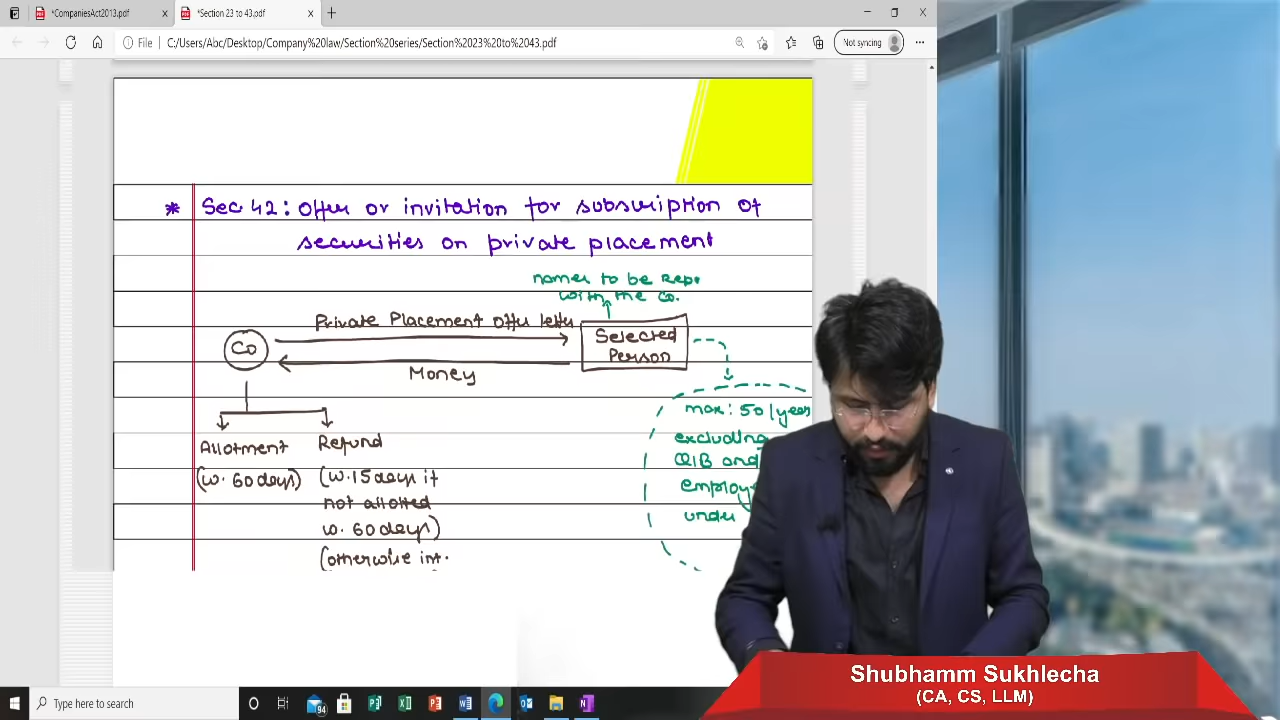 *CompaniesAct2013.pdf
*Section 23 to 43.pdf
File
C:/Users/Abc/Desktop/Company%20law/Section%20series/Section%2023%20to%2043.pdf
Not syncing
* Sec 42: Offer or invitation for subscription of
securities on private placement
names to be
with the co.
Private Placement Offer letter
Selected
Person
Co
Money
max: 50/year
excluding
QIB and
under
Allotment
(w. 60 days)
Refund
(w. 15 days if
not allotted
w. 60 days)
(otherwise int.
Shubhamm Sukhlecha
(CA, CS, LLM)
Type here to search